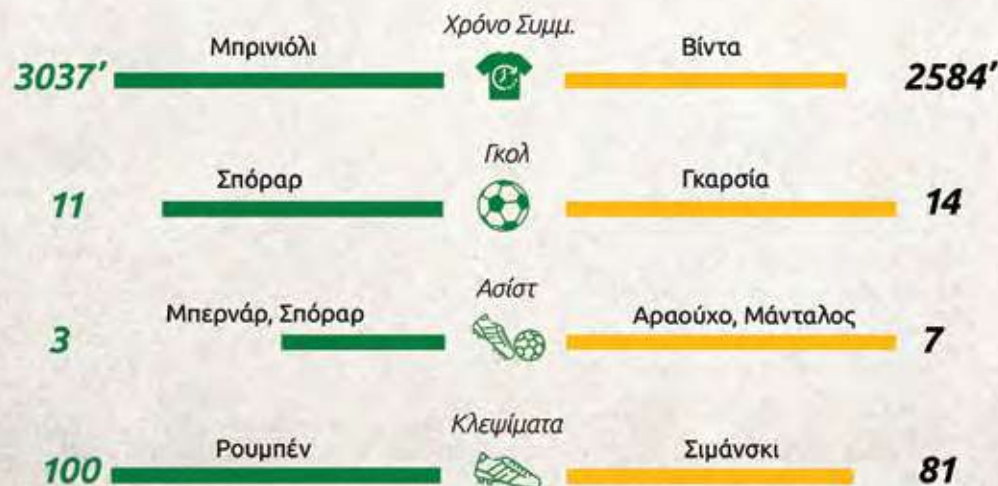 Χρόνο Συμμ.
Μπρινιόλι Βίντα
3037’ 2584’
Γκολ
Σπόραρ Γκαρσία
11 14
Ασίστ
Μπερνάρ, Σπόραρ Αραούχο, Μάνταλος
3 7
Κλεψίματα
Ρουμπέν Σιμάνσκι
100 81